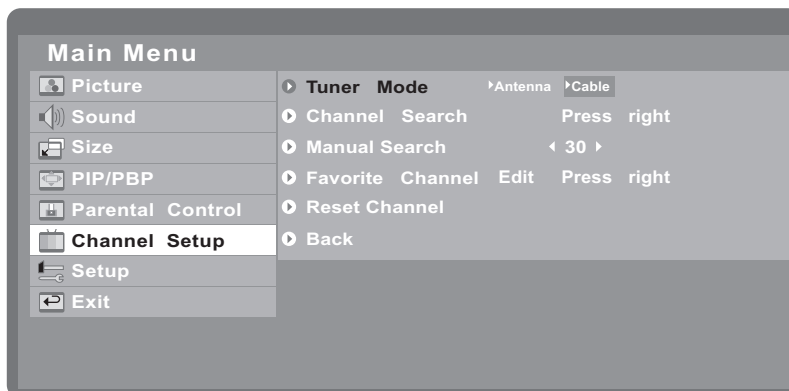 Main Menu
Picture
Sound
Size
PIP/PBP
Parental Control
Channel Setup
Setup
Exit
Tuner Mode Antenna Cable
Channel Search Press right
Manual Search 30
Favorite Channel Edit Press right
Reset Channel
Back